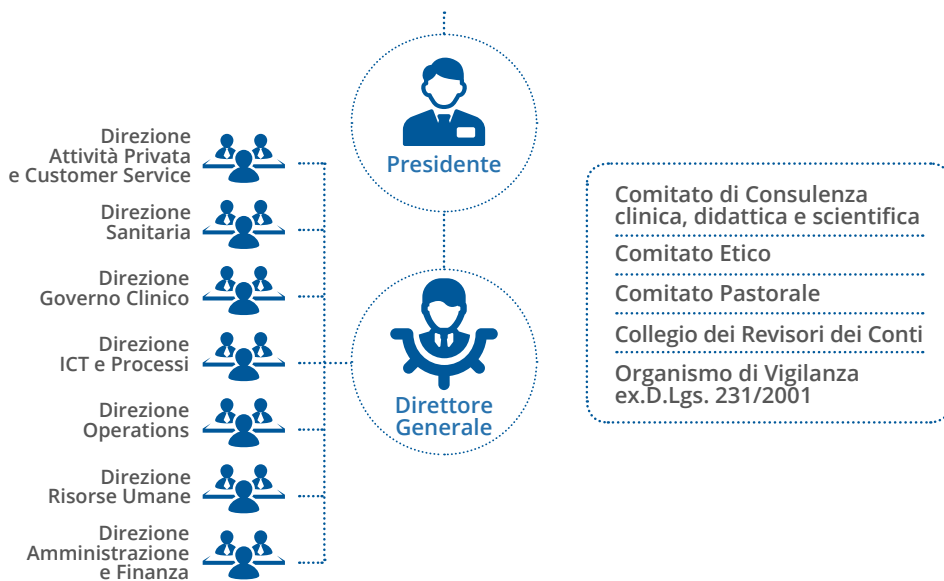 Presidente
Direzione
Attività Privata
e Customer Service
Direzione
Sanitaria
Direzione
Governo Clinico
Direzione
ICT e Processi
Direzione
Operations
Direzione
Risorse Umane
Direzione
Amministrazione
e Finanza
Direttore
Generale
Comitato di Consulenza
clinica, didattica e scientifica
Comitato Etico
Comitato Pastorale
Collegio dei Revisori dei Conti
Organismo di Vigilanza
ex.D.Lgs. 231/2001